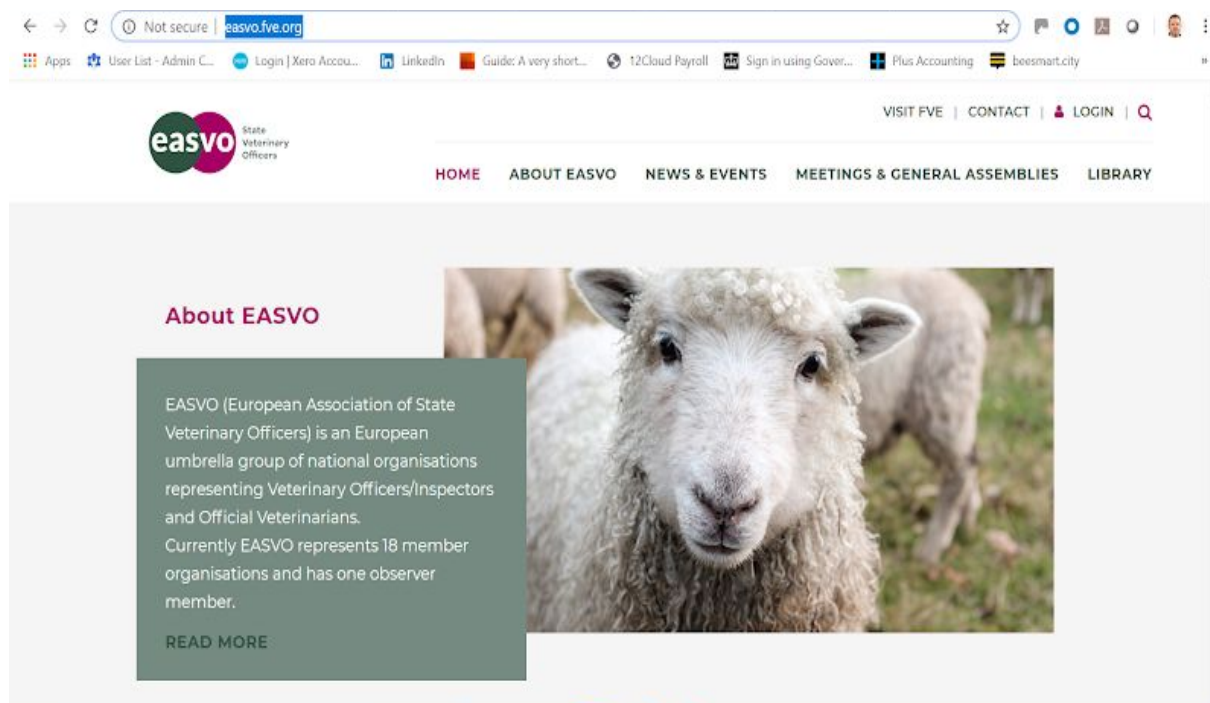 Not secure | easvo.fve.org
Apps User List - Admin C... Login | Xero Accou... LinkedIn Guide: A very short... 12Cloud Payroll Sign in using Gover... Plus Accounting beesmart.city »
VISIT FVE | CONTACT | LOGIN |
easvo
State
Veterinary
Officers
HOME ABOUT EASVO NEWS & EVENTS MEETINGS & GENERAL ASSEMBLIES LIBRARY
About EASVO
EASVO (European Association of State
Veterinary Officers) is an European
umbrella group of national organisations
representing Veterinary Officers/Inspectors
and Official Veterinarians.
Currently EASVO represents 18 member
organisations and has one observer
member.
READ MORE